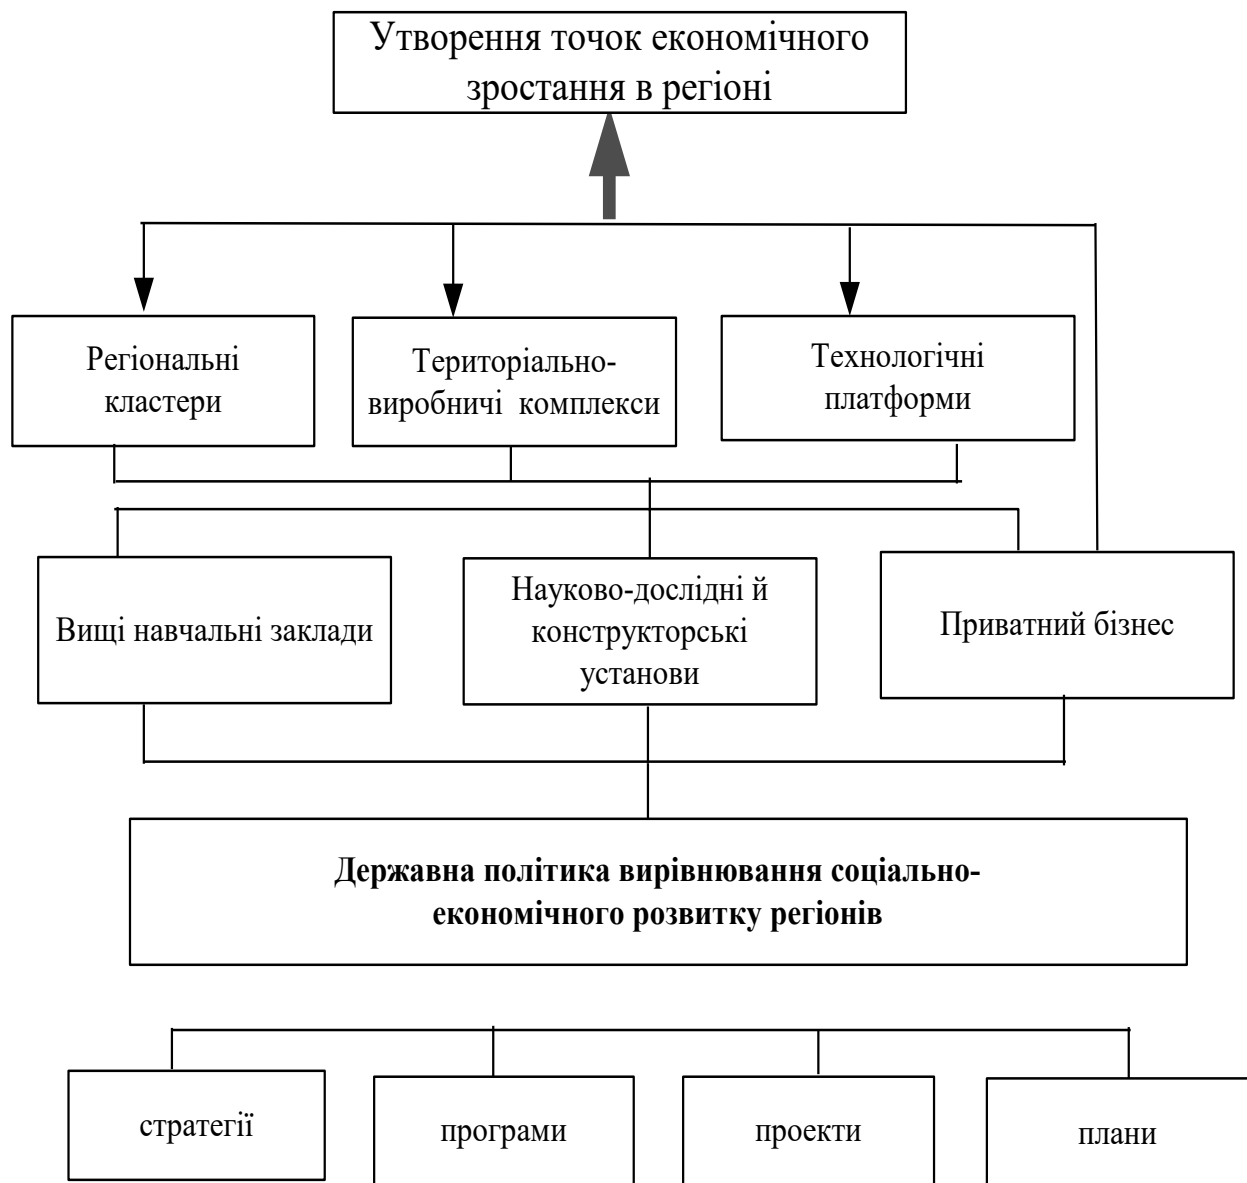 Утворення точок економічного
зростання в регіоні
Регіональні
кластери
Територіально-
виробничі комплекси
Технологічні
платформи
Вищі навчальні заклади
Науково-дослідні й
конструкторські
установи
Приватний бізнес
Державна політика вирівнювання соціально-
економічного розвитку регіонів
стратегії
програми
проекти
плани